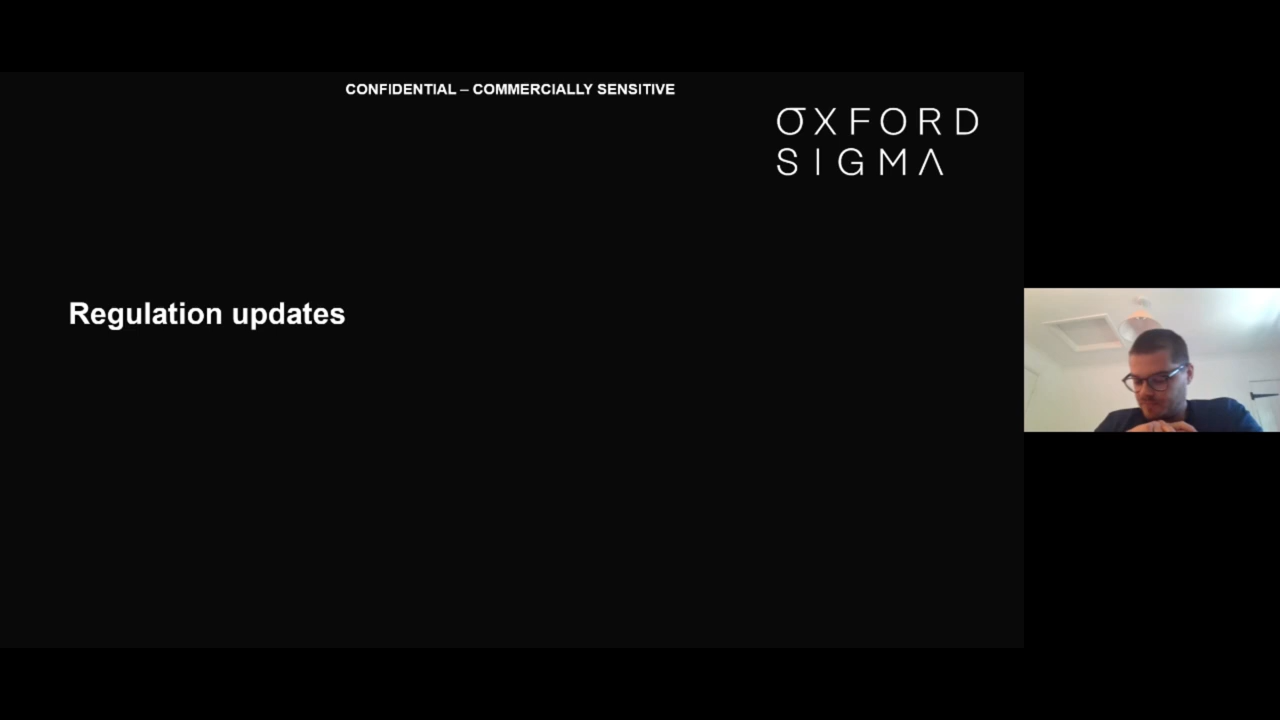 CONFIDENTIAL – COMMERCIALLY SENSITIVE
OXFORD
SIGMA
Regulation updates